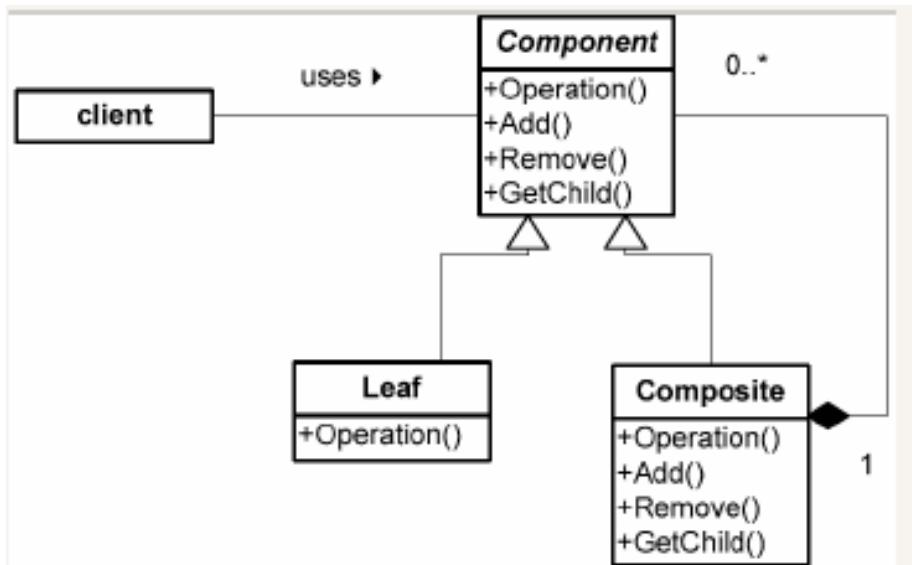 Component
uses
0..*
+Operation()
client
+Add()
+Remove()
+GetChild()
Leaf
Composite
+Operation()
+Operation()
+Add()
1
+Remove()
+GetChild()